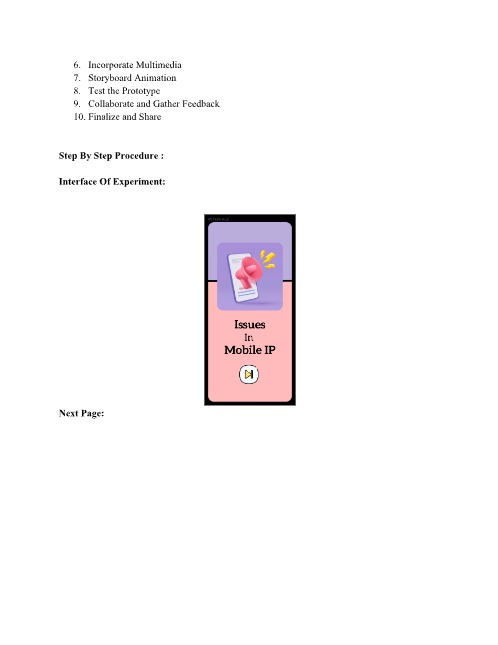 6. Incorporate Multimedia
7. Storyboard Animation
8. Test the Prototype
9. Collaborate and Gather Feedback
10. Finalize and Share
Step By Step Procedure :
Interface Of Experiment:
Issues
In
Mobile IP
Next Page: